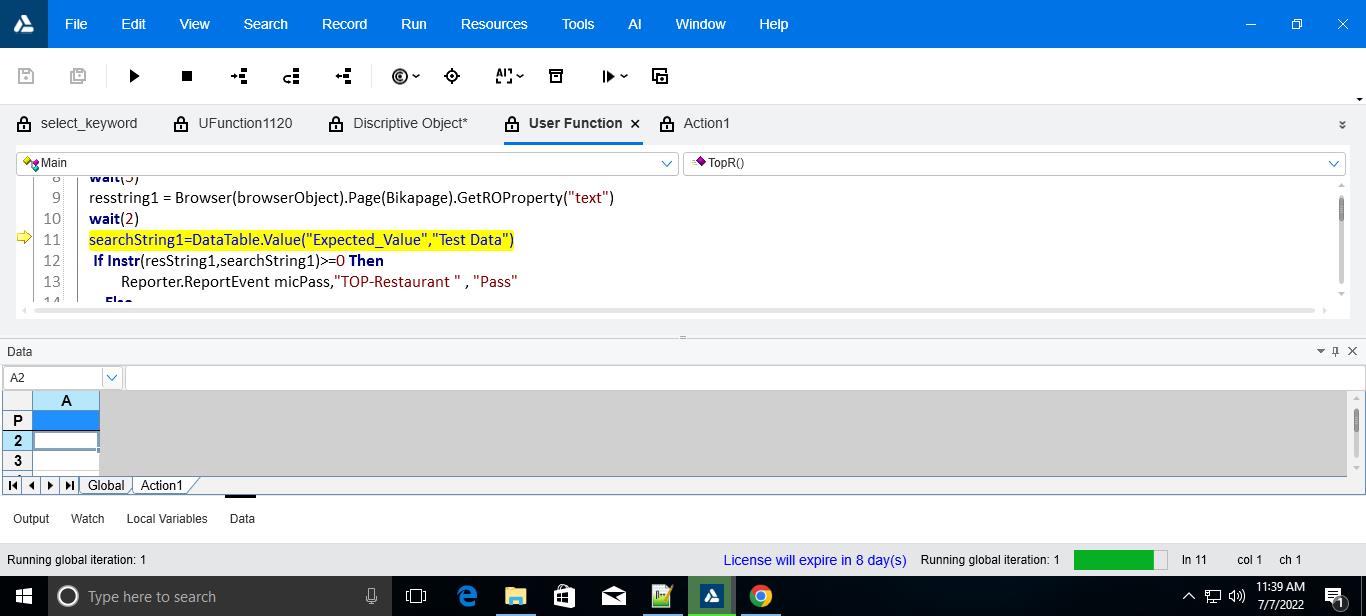 File Edit View Search Record Run Resources Tools AI Window Help
AI
select_keyword UFunction1120 Discriptive Object* User Function × Action1
Main TopR()
8 wait(5)
9 resstring1 = Browser(browserObject).Page(Bikapage).GetROProperty("text")
10 wait(2)
11 searchString1=DataTable.Value("Expected_Value","Test Data")
12 If Instr(resString1,searchString1)>=0 Then
13 Reporter.ReportEvent micPass,"TOP-Restaurant " , "Pass"
14 Else
Data
A2
A
P
2
3
Global Action1
Output Watch Local Variables Data
Running global iteration: 1 License will expire in 8 day(s) Running global iteration: 1 ln 11 col 1 ch 1
Type here to search 11:39 AM
7/7/2022 1